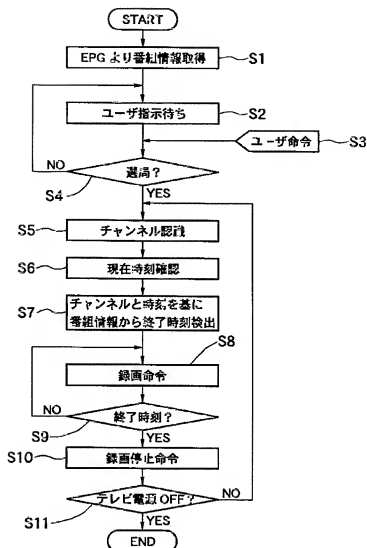 START
EPGより番組情報取得
S1
ユーザ指示待ち
S2
ユーザ命令
S3
NO
選局？
S4
YES
S5
チャンネル認識
S6
現在時刻確認
S7
チャンネルと時刻を基に
番組情報から終了時刻検出
S8
録画命令
NO
終了時刻？
S9
YES
S10
録画停止命令
テレビ電源OFF？
NO
S11
YES
END